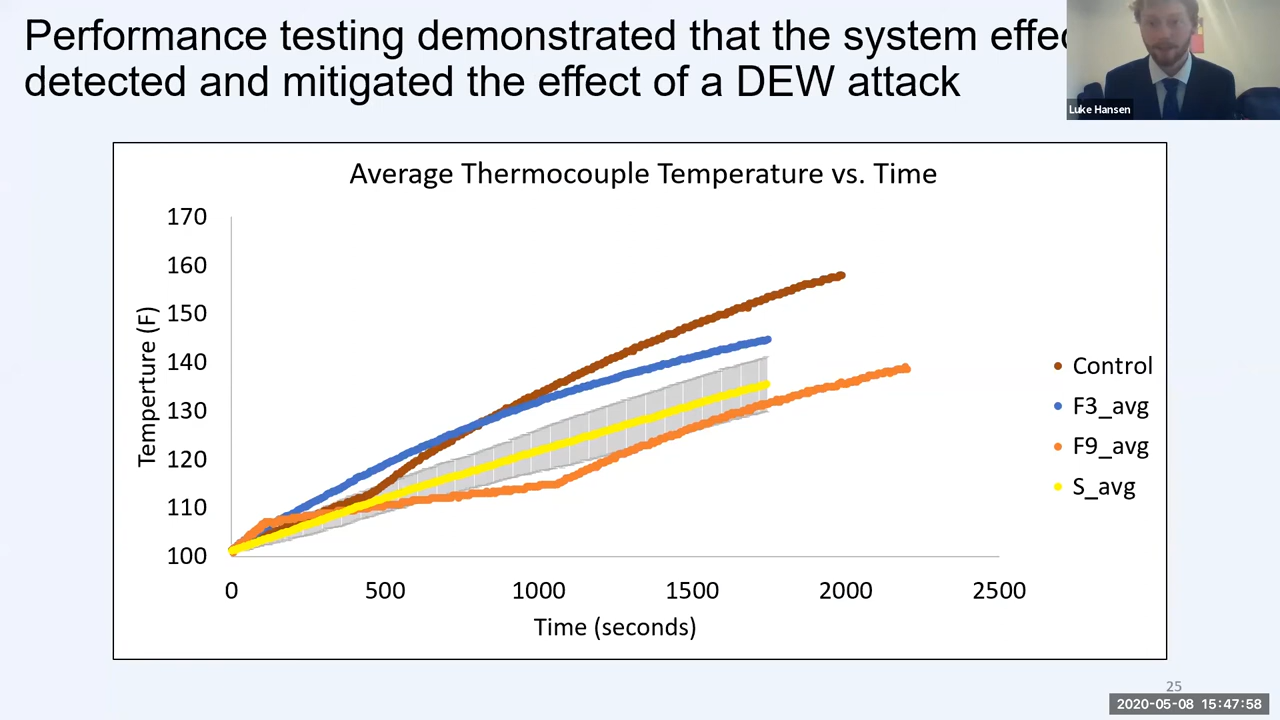 Performance testing demonstrated that the system
detected and mitigated the effect of a DEW attack
Luke Hansen
Average Thermocouple Temperature vs. Time
170
160
150
140
130
120
110
100
Temperture (F)
0 500 1000 1500 2000 2500
Time (seconds)
Control
F3_avg
F9_avg
S_avg
25
2020-05-08 15:47:58